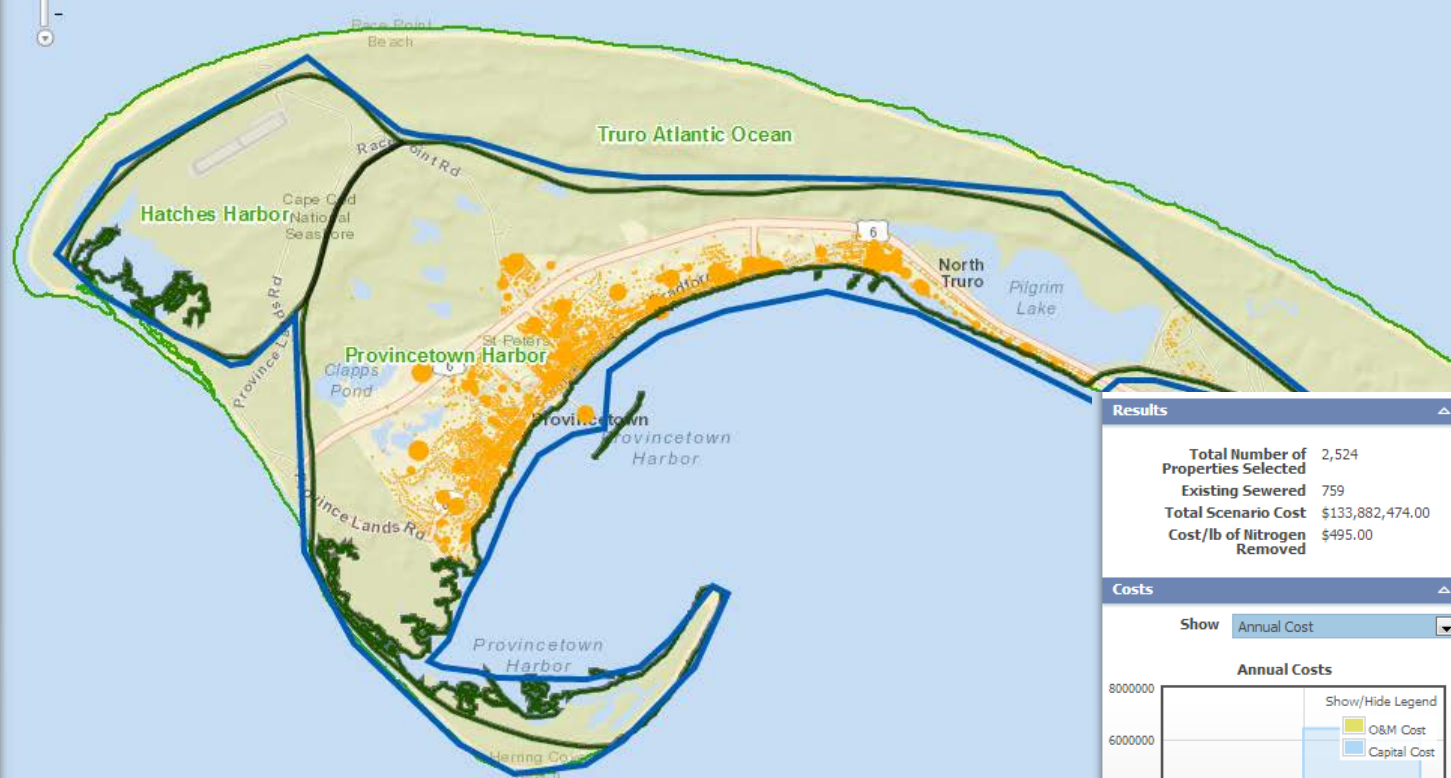 –
Race Point
Beach
Truro Atlantic Ocean
Race Point Rd
Cape Cod
National
Seashore
Hatches Harbor
6
North
Truro
Pilgrim
Lake
Bradford
Province Lands Rd
St Peters
Provincetown Harbor
6
Clapps
Pond
Provincetown
Provincetown
Harbor
Province Lands Rd
Provincetown
Harbor
Herring Cove
Results
Total Number of
Properties Selected 2,524
Existing Sewered 759
Total Scenario Cost $133,882,474.00
Cost/lb of Nitrogen
Removed $495.00
Costs
Show Annual Cost
Annual Costs
8000000
Show/Hide Legend
O&M Cost
6000000
Capital Cost